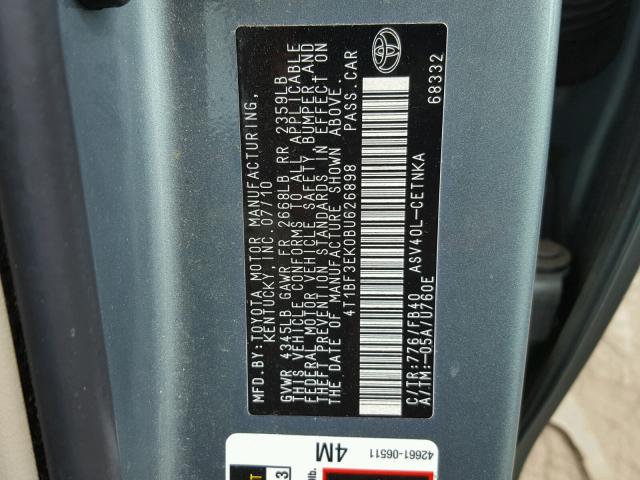 MFD.BY:TOYOTA MOTOR MANUFACTURING,
KENTUCKY, INC. 07/10
GVWR 4345LB GAWR FR 2668LB RR 2359LB
THIS VEHICLE CONFORMS TO ALL APPLICABLE
FEDERAL MOTOR VEHICLE SAFETY, BUMPER AND
THEFT PREVENTION STANDARDS IN EFFECT ON
THE DATE OF MANUFACTURE SHOWN ABOVE.
4T1BF3EK0BU626898 PASS.CAR
C/TR:776/FB40 ASV40L-CETNKA
A/TM:-05A/U760E
68332
4M
42661-06511
3